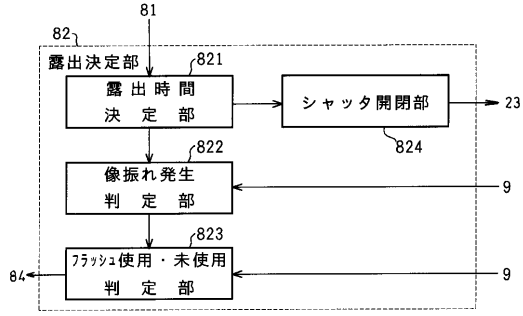 81
82
露出決定部
821
露出時間
決定部
シャッタ開閉部
23
824
822
像振れ発生
判定部
9
823
フラッシュ使用・未使用
判定部
84
9